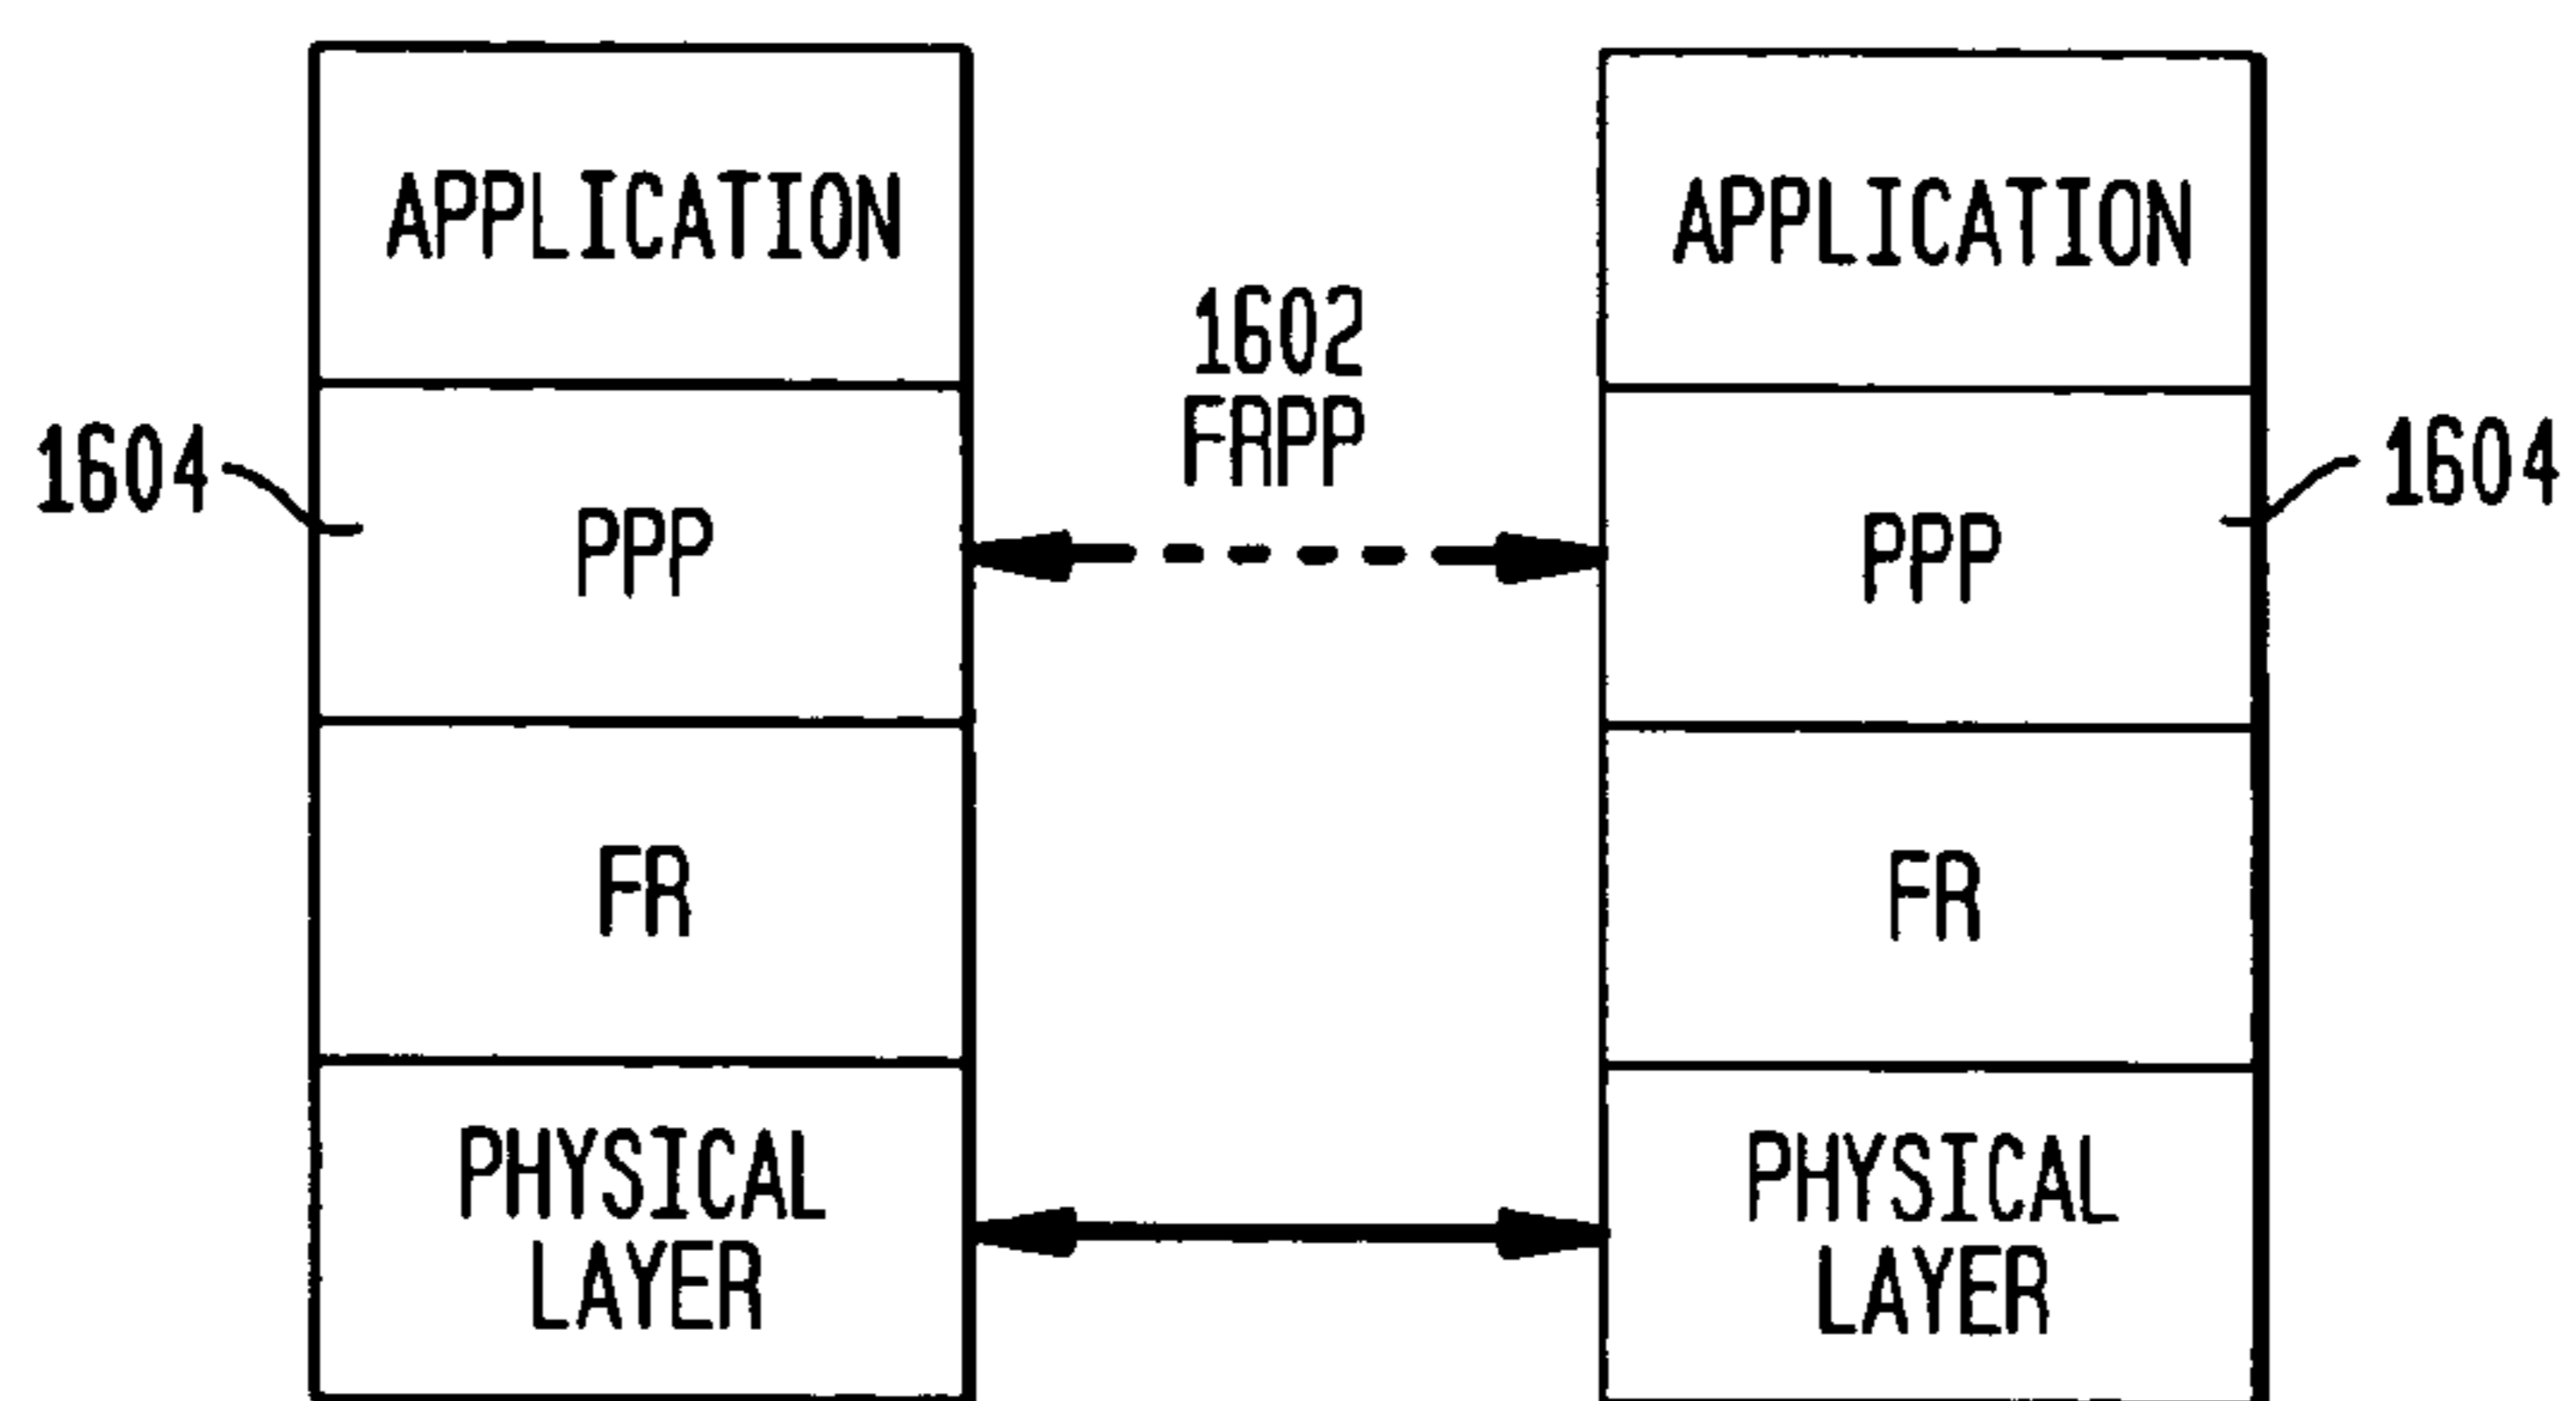 APPLICATION
APPLICATION
1602
FRPP
1604
PPP
PPP
1604
FR
FR
PHYSICAL
LAYER
PHYSICAL
LAYER